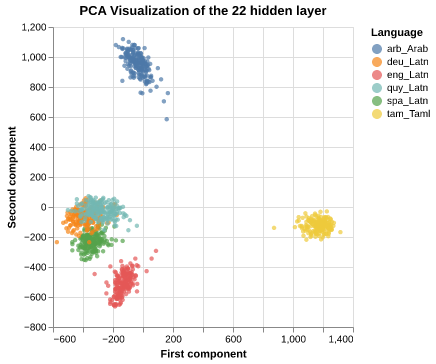 PCA Visualization of the 22 hidden layer
Language
arb_Arab
deu_Latn
eng_Latn
quy_Latn
spa_Latn
tam_Taml
Second component
1,200
1,000
800
600
400
200
0
−200
−400
−600
−800
−600 −200 200 600 1,000 1,400
First component